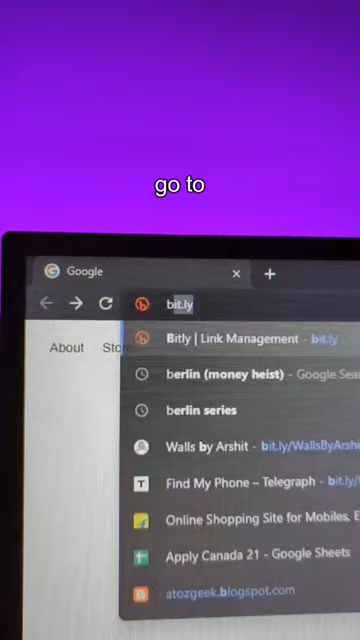 go to
Google
bit.ly
About Sto
Bitly | Link Management - bit.ly
berlin (money heist) - Google Sea
berlin series
Walls by Arshit - bit.ly/WallsByArshi
Find My Phone – Telegraph - bit.ly/
Online Shopping Site for Mobiles, E
Apply Canada 21 - Google Sheets
atozgeek.blogspot.com